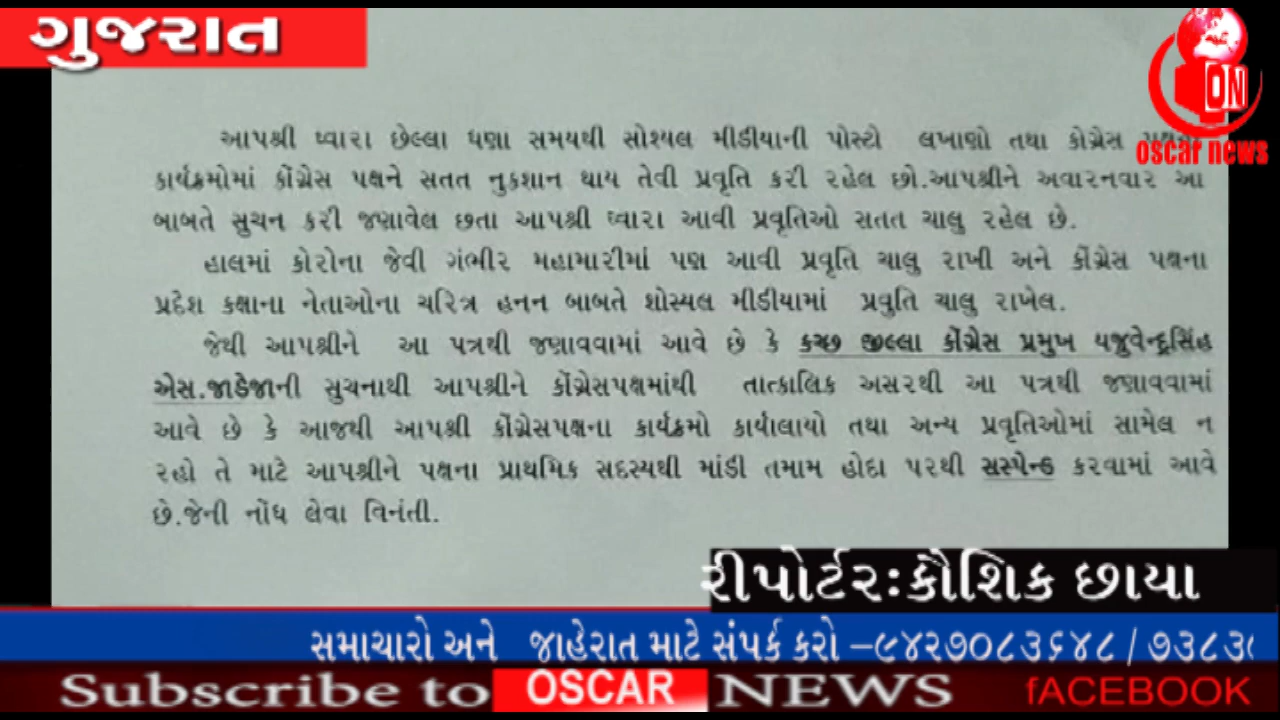 ગુજરાત
ON
oscar news
આપશ્રી ધ્વારા છેલ્લા ધણા સમયથી સોશ્યલ મીડીયાની પોસ્ટો લખાણો તથા કોંગ્રેસ
કાર્યક્રમોમાં કોંગ્રેસ પક્ષને સતત નુકશાન થાય તેવી પ્રવૃતિ કરી રહેલ છો.આપશ્રીને અવારનવાર આ
બાબતે સુચન કરી જણાવેલ છતા આપશ્રી ધ્વારા આવી પ્રવૃતિઓ સતત ચાલુ રહેલ છે.
હાલમાં કોરોના જેવી ગંભીર મહામારીમાં પણ આવી પ્રવૃતિ ચાલુ રાખી અને કોંગ્રેસ પક્ષના
પ્રદેશ કક્ષાના નેતાઓના ચરિત્ર હનન બાબતે શોસ્યલ મીડીયામાં પ્રવુતિ ચાલુ રાખેલ.
જેથી આપશ્રીને આ પત્રથી જણાવવામાં આવે છે કે કચ્છ જીલ્લા કોંગ્રેસ પ્રમુખ યજુવેન્દ્રસિંહ
એસ.જાડેજાની સુચનાથી આપશ્રીને કોંગ્રેસપક્ષમાંથી તાત્કાલિક અસરથી આ પત્રથી જણાવવામાં
આવે છે કે આજથી આપશ્રી કોંગ્રેસપક્ષના કાર્યક્રમો કાર્યાલાયો તથા અન્ય પ્રવૃતિઓમાં સામેલ ન
રહો તે માટે આપશ્રીને પક્ષના પ્રાથમિક સદસ્યથી માંડી તમામ હોદા પરથી સસ્પેન્ડ કરવામાં આવે
છે.જેની નોંધ લેવા વિનંતી.
રીપોર્ટર:કૌશિક છાયા
સમાચારો અને જાહેરાત માટે સંપર્ક કરો –૯૪૨૭૦૮૩૬૪૮ / ૭૩૮૩
Subscribe to OSCAR NEWS fACEBOOK